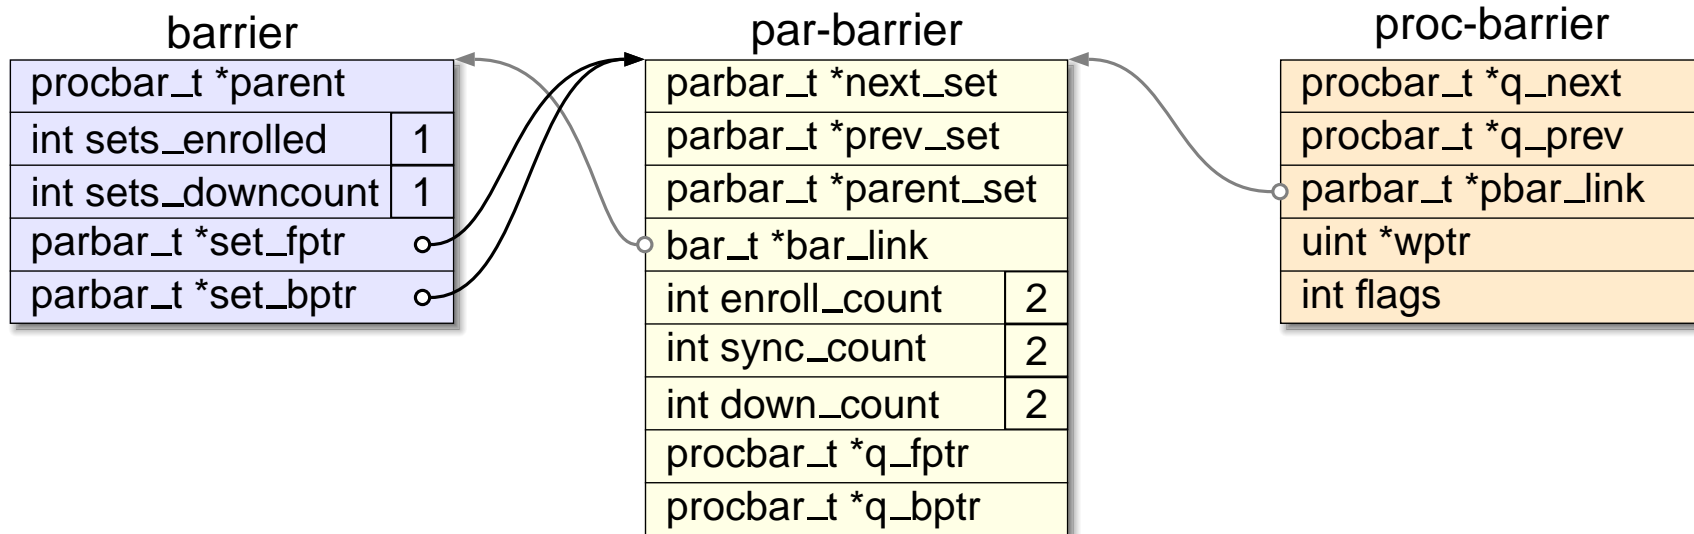 barrier
procbar_t *parent
int sets_enrolled 1
int sets_downcount 1
parbar_t *set_fptr
parbar_t *set_bptr
par-barrier
parbar_t *next_set
parbar_t *prev_set
parbar_t *parent_set
bar_t *bar_link
int enroll_count 2
int sync_count 2
int down_count 2
procbar_t *q_fptr
procbar_t *q_bptr
proc-barrier
procbar_t *q_next
procbar_t *q_prev
parbar_t *pbar_link
uint *wptr
int flags